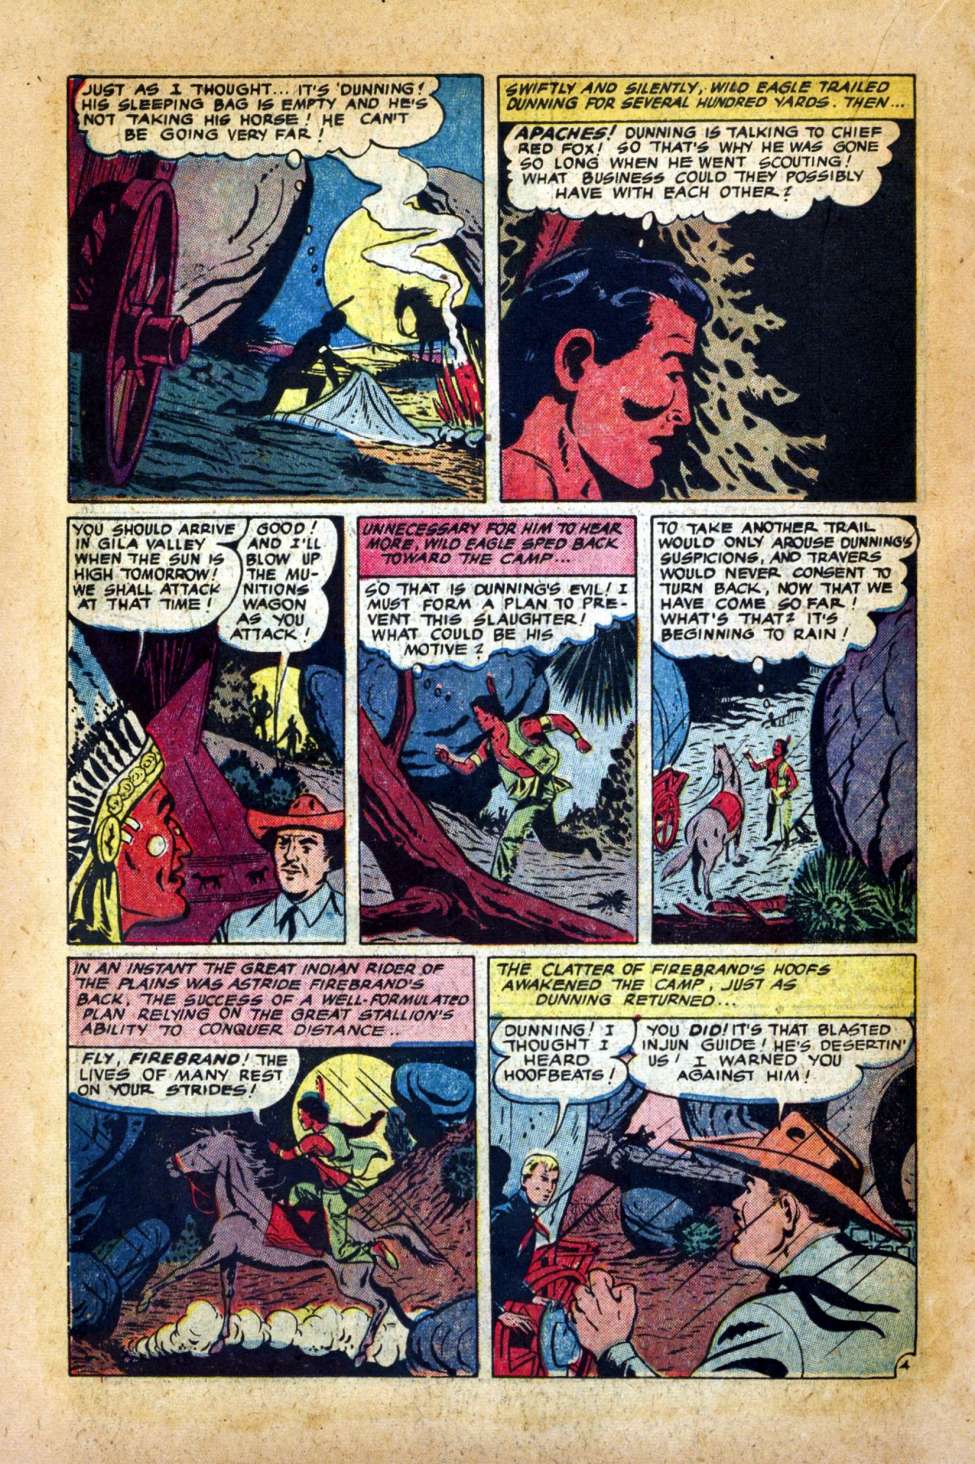 JUST AS I THOUGHT... IT'S DUNNING!
HIS SLEEPING BAG IS EMPTY AND HE'S
NOT TAKING HIS HORSE! HE CAN'T
BE GOING VERY FAR!
SWIFTLY AND SILENTLY, WILD EAGLE TRAILED
DUNNING FOR SEVERAL HUNDRED YARDS. THEN...
APACHES! DUNNING IS TALKING TO CHIEF
RED FOX! SO THAT'S WHY HE WAS GONE
SO LONG WHEN HE WENT SCOUTING!
WHAT BUSINESS COULD THEY POSSIBLY
HAVE WITH EACH OTHER?
YOU SHOULD ARRIVE
IN GILA VALLEY
WHEN THE SUN IS
HIGH TOMORROW!
WE SHALL ATTACK
AT THAT TIME!
GOOD!
AND I'LL
BLOW UP
THE MU-
NITIONS
WAGON
AS YOU
ATTACK!
UNNECESSARY FOR HIM TO HEAR
MORE, WILD EAGLE SPED BACK
TOWARD THE CAMP...
SO THAT IS DUNNING'S EVIL! I
MUST FORM A PLAN TO PRE-
VENT THIS SLAUGHTER!
WHAT COULD BE HIS
MOTIVE?
TO TAKE ANOTHER TRAIL
WOULD ONLY AROUSE DUNNING'S
SUSPICIONS, AND TRAVERS
WOULD NEVER CONSENT TO
TURN BACK, NOW THAT WE
HAVE COME SO FAR!
WHAT'S THAT? IT'S
BEGINNING TO RAIN!
IN AN INSTANT THE GREAT INDIAN RIDER OF
THE PLAINS WAS ASTRIDE FIREBRAND'S
BACK, THE SUCCESS OF A WELL-FORMULATED
PLAN RELYING ON THE GREAT STALLION'S
ABILITY TO CONQUER DISTANCE..
FLY, FIREBRAND! THE
LIVES OF MANY REST
ON YOUR STRIDES!
THE CLATTER OF FIREBRAND'S HOOFS
AWAKENED THE CAMP, JUST AS
DUNNING RETURNED...
DUNNING! I
THOUGHT I
HEARD
HOOFBEATS!
YOU DID! IT'S THAT BLASTED
INJUN GUIDE! HE'S DESERTIN'
US! I WARNED YOU
AGAINST HIM!
4